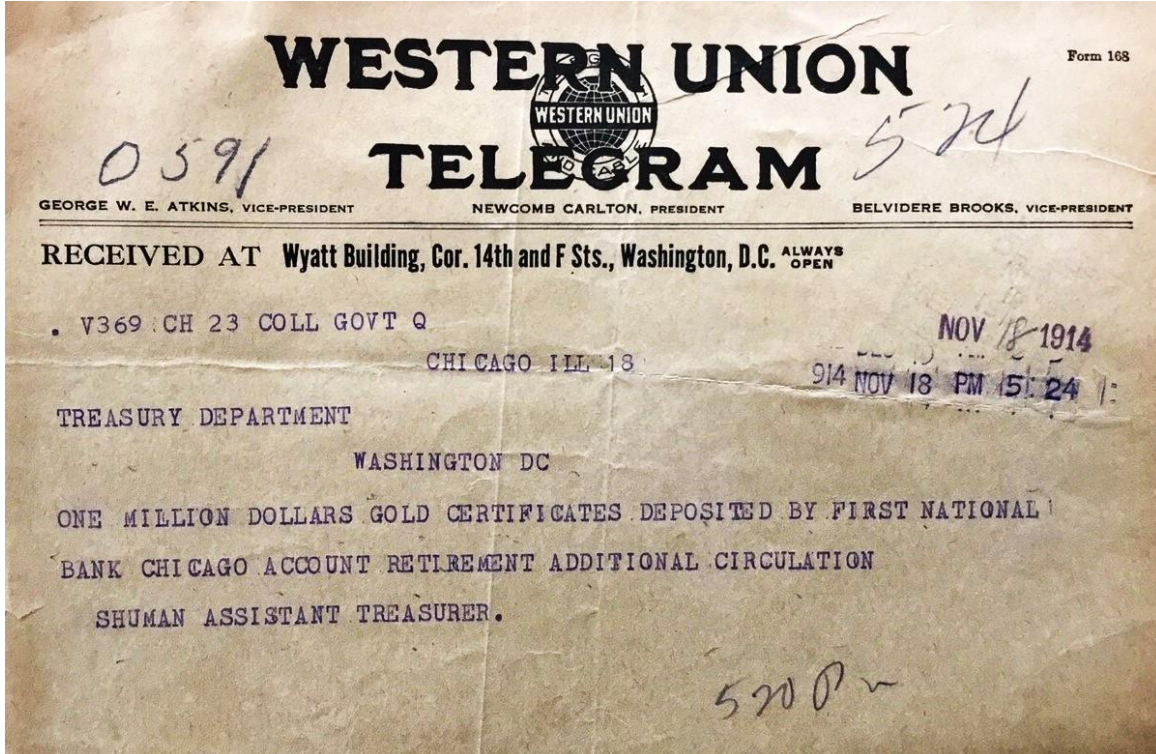 WESTERN UNION
Form 168
WESTERN UNION
0591
524
TELEGRAM
GEORGE W. E. ATKINS, VICE-PRESIDENT NEWCOMB CARLTON, PRESIDENT BELVIDERE BROOKS, VICE-PRESIDENT
RECEIVED AT Wyatt Building, Cor. 14th and F Sts., Washington, D.C. ALWAYS OPEN
. V369 CH 23 COLL GOVT Q
NOV 18 1914
CHICAGO ILL 18
914 NOV 18 PM 5: 24
TREASURY DEPARTMENT
WASHINGTON DC
ONE MILLION DOLLARS GOLD CERTIFICATES DEPOSITED BY FIRST NATIONAL
BANK CHICAGO ACCOUNT RETIREMENT ADDITIONAL CIRCULATION
SHUMAN ASSISTANT TREASURER.
520 P